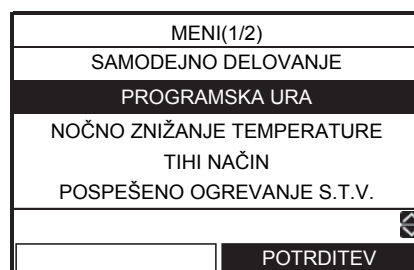 MENI(1/2)
SAMODEJNO DELOVANJE
PROGRAMSKA URA
NOČNO ZNIŽANJE TEMPERATURE
TIHI NAČIN
POSPEŠENO OGREVANJE S.T.V.
POTRDITEV